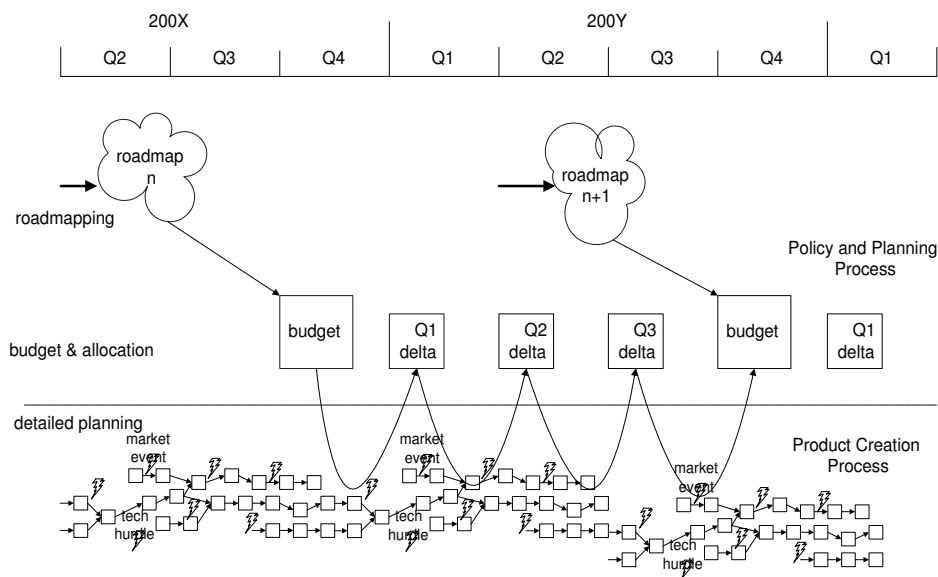 200X
200Y
Q2
Q3
Q4
Q1
Q2
Q3
Q4
Q1
roadmap
n
roadmap
n+1
roadmapping
Policy and Planning
Process
budget
Q1
delta
Q2
delta
Q3
delta
budget
Q1
delta
budget & allocation
detailed planning
Product Creation
Process
market
event
market
event
market
event
tech
hurdle
tech
hurdle
tech
hurdle